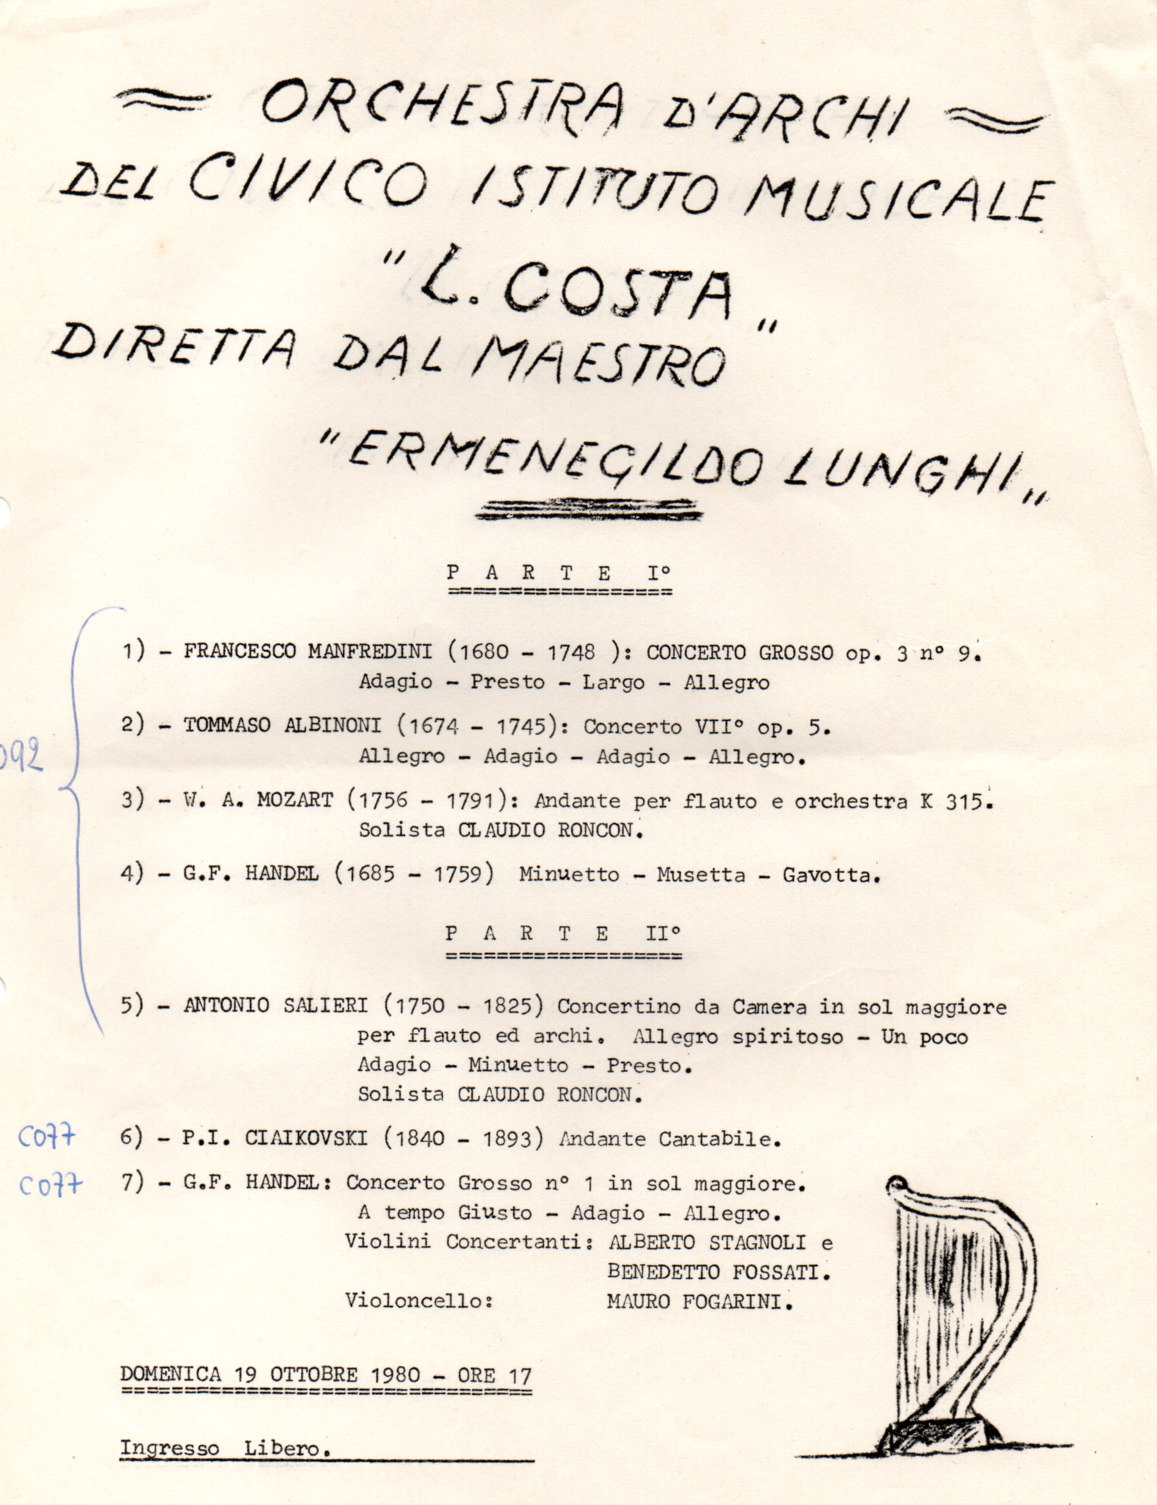 ORCHESTRA D'ARCHI
DEL CIVICO ISTITUTO MUSICALE
"L. COSTA„
DIRETTA DAL MAESTRO
"ERMENEGILDO LUNGHI„
P A R T E I°
1) - FRANCESCO MANFREDINI (1680 - 1748 ): CONCERTO GROSSO op. 3 n° 9.
Adagio - Presto - Largo - Allegro
2) - TOMMASO ALBINONI (1674 - 1745): Concerto VII° op. 5.
Allegro - Adagio - Adagio - Allegro.
092
3) - W. A. MOZART (1756 - 1791): Andante per flauto e orchestra K 315.
Solista CLAUDIO RONCON.
4) - G.F. HANDEL (1685 - 1759) Minuetto - Musetta - Gavotta.
P A R T E II°
5) - ANTONIO SALIERI (1750 - 1825) Concertino da Camera in sol maggiore
per flauto ed archi. Allegro spiritoso - Un poco
Adagio - Minuetto - Presto.
Solista CLAUDIO RONCON.
C077 6) - P.I. CIAIKOVSKI (1840 - 1893) Andante Cantabile.
C077 7) - G.F. HANDEL: Concerto Grosso n° 1 in sol maggiore.
A tempo Giusto - Adagio - Allegro.
Violini Concertanti: ALBERTO STAGNOLI e
BENEDETTO FOSSATI.
Violoncello: MAURO FOGARINI.
DOMENICA 19 OTTOBRE 1980 - ORE 17
Ingresso Libero.